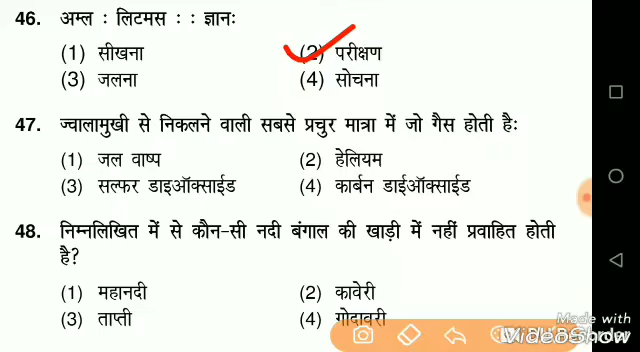 46. अम्ल : लिटमस : : ज्ञानः
(1) सीखना (2) परीक्षण
(3) जलना (4) सोचना
47. ज्वालामुखी से निकलने वाली सबसे प्रचुर मात्रा में जो गैस होती हैः
(1) जल वाष्प (2) हेलियम
(3) सल्फर डाइऑक्साईड (4) कार्बन डाईऑक्साईड
48. निम्नलिखित में से कौन-सी नदी बंगाल की खाड़ी में नहीं प्रवाहित होती
है?
(1) महानदी (2) कावेरी
(3) ताप्ती (4) गोदावरी
Made with
VideoShow